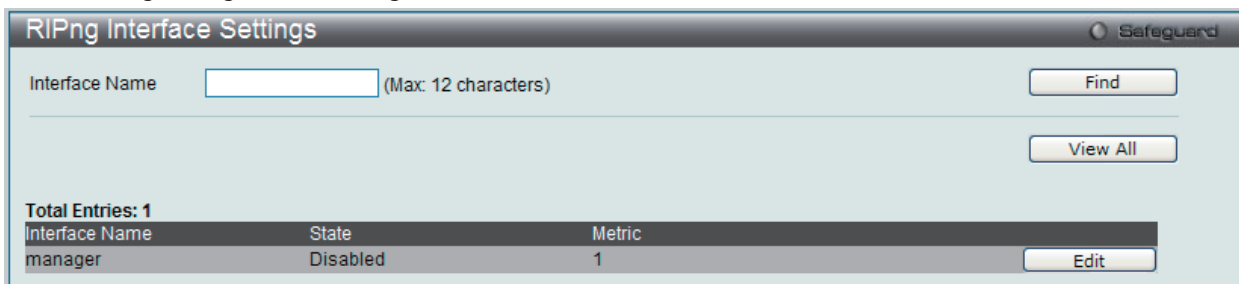 RIPng Interface Settings
Safeguard
Interface Name (Max: 12 characters) Find
View All
Total Entries: 1
Interface Name State Metric
manager Disabled 1 Edit